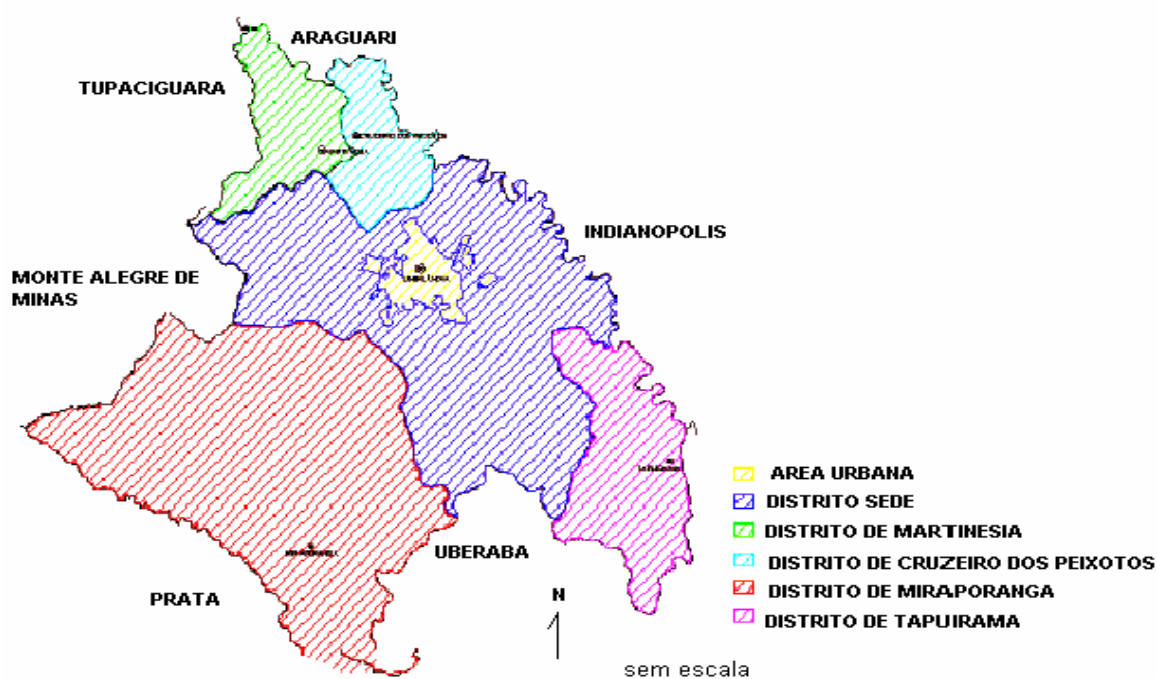 ARAGUARI
TUPACIGUARA
INDIANOPOLIS
MONTE ALEGRE DE
MINAS
UBERABA
PRATA
N
sem escala
AREA URBANA
DISTRITO SEDE
DISTRITO DE MARTINESIA
DISTRITO DE CRUZEIRO DOS PEIXOTOS
DISTRITO DE MIRAPORANGA
DISTRITO DE TAPUIRAMA